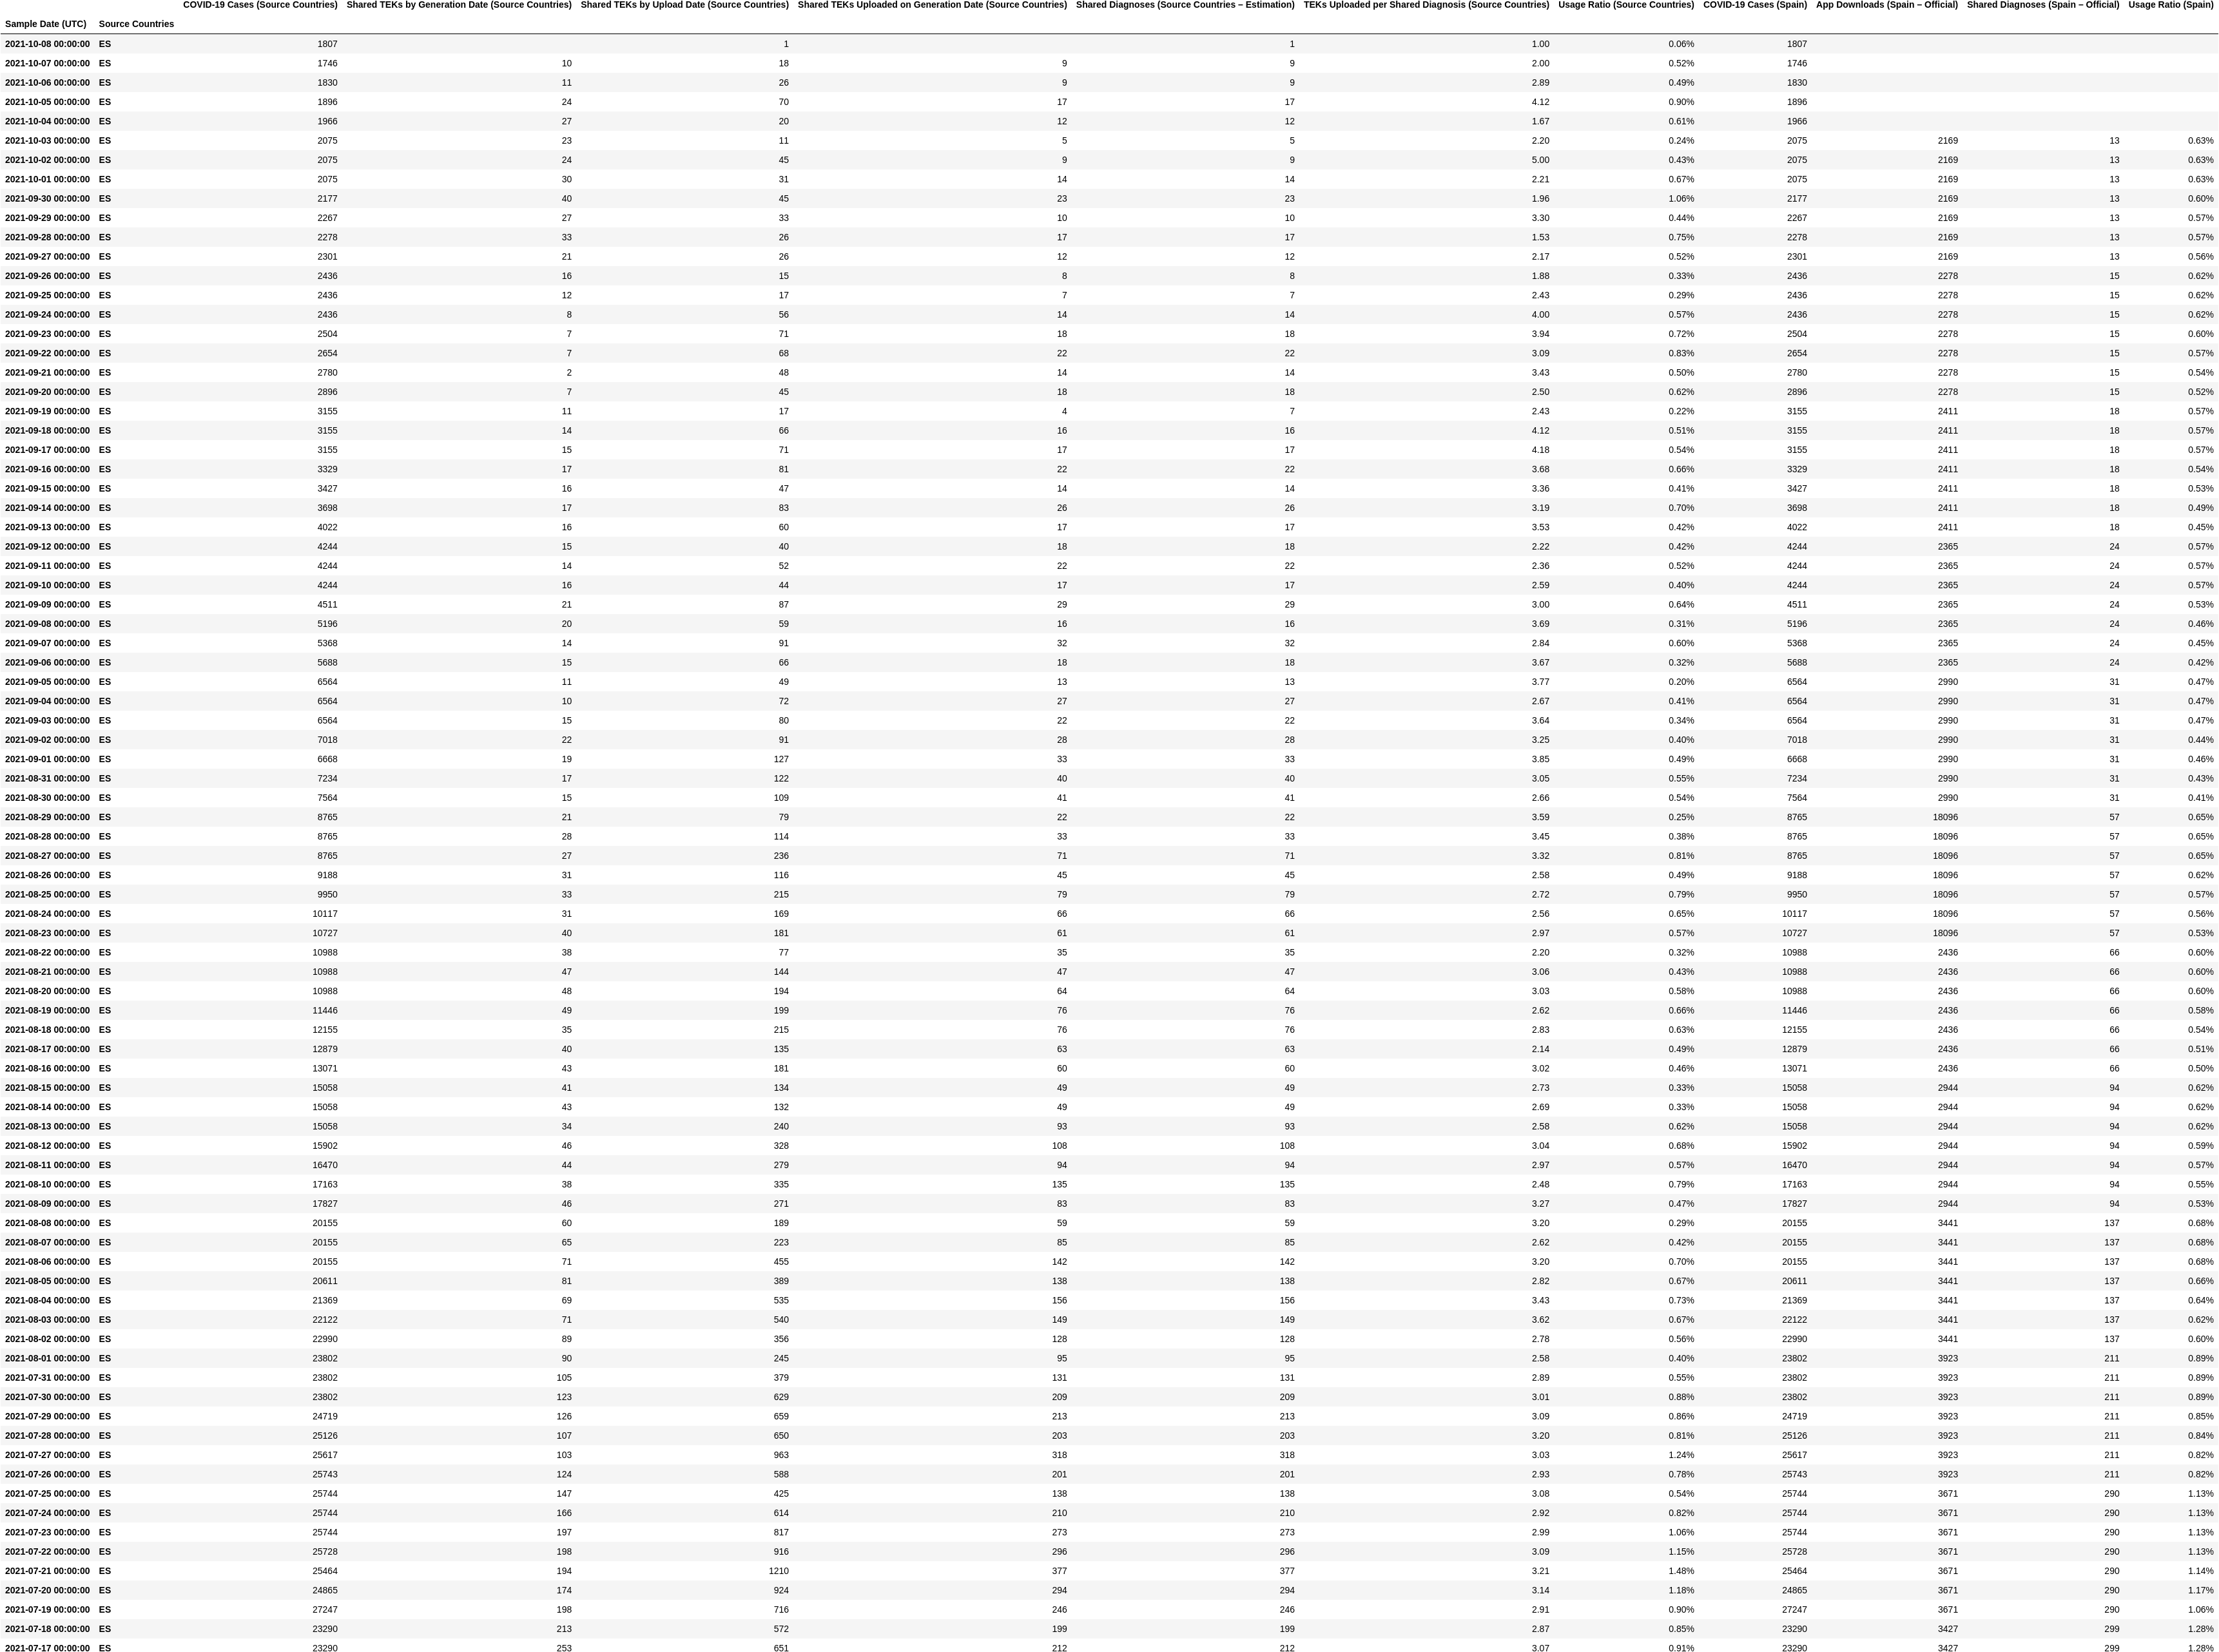 COVID-19 Cases (Source Countries) Shared TEKs by Generation Date (Source Countries) Shared TEKs by Upload Date (Source Countries) Shared TEKs Uploaded on Generation Date (Source Countries) Shared Diagnoses (Source Countries – Estimation) TEKs Uploaded per Shared Diagnosis (Source Countries) Usage Ratio (Source Countries) COVID-19 Cases (Spain) App Downloads (Spain – Official) Shared Diagnoses (Spain – Official) Usage Ratio (Spain)
Sample Date (UTC) Source Countries
2021-10-08 00:00:00 ES 1807 1 1 1.00 0.06% 1807
2021-10-07 00:00:00 ES 1746 10 18 9 9 2.00 0.52% 1746
2021-10-06 00:00:00 ES 1830 11 26 9 9 2.89 0.49% 1830
2021-10-05 00:00:00 ES 1896 24 70 17 17 4.12 0.90% 1896
2021-10-04 00:00:00 ES 1966 27 20 12 12 1.67 0.61% 1966
2021-10-03 00:00:00 ES 2075 23 11 5 5 2.20 0.24% 2075 2169 13 0.63%
2021-10-02 00:00:00 ES 2075 24 45 9 9 5.00 0.43% 2075 2169 13 0.63%
2021-10-01 00:00:00 ES 2075 30 31 14 14 2.21 0.67% 2075 2169 13 0.63%
2021-09-30 00:00:00 ES 2177 40 45 23 23 1.96 1.06% 2177 2169 13 0.60%
2021-09-29 00:00:00 ES 2267 27 33 10 10 3.30 0.44% 2267 2169 13 0.57%
2021-09-28 00:00:00 ES 2278 33 26 17 17 1.53 0.75% 2278 2169 13 0.57%
2021-09-27 00:00:00 ES 2301 21 26 12 12 2.17 0.52% 2301 2169 13 0.56%
2021-09-26 00:00:00 ES 2436 16 15 8 8 1.88 0.33% 2436 2278 15 0.62%
2021-09-25 00:00:00 ES 2436 12 17 7 7 2.43 0.29% 2436 2278 15 0.62%
2021-09-24 00:00:00 ES 2436 8 56 14 14 4.00 0.57% 2436 2278 15 0.62%
2021-09-23 00:00:00 ES 2504 7 71 18 18 3.94 0.72% 2504 2278 15 0.60%
2021-09-22 00:00:00 ES 2654 7 68 22 22 3.09 0.83% 2654 2278 15 0.57%
2021-09-21 00:00:00 ES 2780 2 48 14 14 3.43 0.50% 2780 2278 15 0.54%
2021-09-20 00:00:00 ES 2896 7 45 18 18 2.50 0.62% 2896 2278 15 0.52%
2021-09-19 00:00:00 ES 3155 11 17 4 7 2.43 0.22% 3155 2411 18 0.57%
2021-09-18 00:00:00 ES 3155 14 66 16 16 4.12 0.51% 3155 2411 18 0.57%
2021-09-17 00:00:00 ES 3155 15 71 17 17 4.18 0.54% 3155 2411 18 0.57%
2021-09-16 00:00:00 ES 3329 17 81 22 22 3.68 0.66% 3329 2411 18 0.54%
2021-09-15 00:00:00 ES 3427 16 47 14 14 3.36 0.41% 3427 2411 18 0.53%
2021-09-14 00:00:00 ES 3698 17 83 26 26 3.19 0.70% 3698 2411 18 0.49%
2021-09-13 00:00:00 ES 4022 16 60 17 17 3.53 0.42% 4022 2411 18 0.45%
2021-09-12 00:00:00 ES 4244 15 40 18 18 2.22 0.42% 4244 2365 24 0.57%
2021-09-11 00:00:00 ES 4244 14 52 22 22 2.36 0.52% 4244 2365 24 0.57%
2021-09-10 00:00:00 ES 4244 16 44 17 17 2.59 0.40% 4244 2365 24 0.57%
2021-09-09 00:00:00 ES 4511 21 87 29 29 3.00 0.64% 4511 2365 24 0.53%
2021-09-08 00:00:00 ES 5196 20 59 16 16 3.69 0.31% 5196 2365 24 0.46%
2021-09-07 00:00:00 ES 5368 14 91 32 32 2.84 0.60% 5368 2365 24 0.45%
2021-09-06 00:00:00 ES 5688 15 66 18 18 3.67 0.32% 5688 2365 24 0.42%
2021-09-05 00:00:00 ES 6564 11 49 13 13 3.77 0.20% 6564 2990 31 0.47%
2021-09-04 00:00:00 ES 6564 10 72 27 27 2.67 0.41% 6564 2990 31 0.47%
2021-09-03 00:00:00 ES 6564 15 80 22 22 3.64 0.34% 6564 2990 31 0.47%
2021-09-02 00:00:00 ES 7018 22 91 28 28 3.25 0.40% 7018 2990 31 0.44%
2021-09-01 00:00:00 ES 6668 19 127 33 33 3.85 0.49% 6668 2990 31 0.46%
2021-08-31 00:00:00 ES 7234 17 122 40 40 3.05 0.55% 7234 2990 31 0.43%
2021-08-30 00:00:00 ES 7564 15 109 41 41 2.66 0.54% 7564 2990 31 0.41%
2021-08-29 00:00:00 ES 8765 21 79 22 22 3.59 0.25% 8765 18096 57 0.65%
2021-08-28 00:00:00 ES 8765 28 114 33 33 3.45 0.38% 8765 18096 57 0.65%
2021-08-27 00:00:00 ES 8765 27 236 71 71 3.32 0.81% 8765 18096 57 0.65%
2021-08-26 00:00:00 ES 9188 31 116 45 45 2.58 0.49% 9188 18096 57 0.62%
2021-08-25 00:00:00 ES 9950 33 215 79 79 2.72 0.79% 9950 18096 57 0.57%
2021-08-24 00:00:00 ES 10117 31 169 66 66 2.56 0.65% 10117 18096 57 0.56%
2021-08-23 00:00:00 ES 10727 40 181 61 61 2.97 0.57% 10727 18096 57 0.53%
2021-08-22 00:00:00 ES 10988 38 77 35 35 2.20 0.32% 10988 2436 66 0.60%
2021-08-21 00:00:00 ES 10988 47 144 47 47 3.06 0.43% 10988 2436 66 0.60%
2021-08-20 00:00:00 ES 10988 48 194 64 64 3.03 0.58% 10988 2436 66 0.60%
2021-08-19 00:00:00 ES 11446 49 199 76 76 2.62 0.66% 11446 2436 66 0.58%
2021-08-18 00:00:00 ES 12155 35 215 76 76 2.83 0.63% 12155 2436 66 0.54%
2021-08-17 00:00:00 ES 12879 40 135 63 63 2.14 0.49% 12879 2436 66 0.51%
2021-08-16 00:00:00 ES 13071 43 181 60 60 3.02 0.46% 13071 2436 66 0.50%
2021-08-15 00:00:00 ES 15058 41 134 49 49 2.73 0.33% 15058 2944 94 0.62%
2021-08-14 00:00:00 ES 15058 43 132 49 49 2.69 0.33% 15058 2944 94 0.62%
2021-08-13 00:00:00 ES 15058 34 240 93 93 2.58 0.62% 15058 2944 94 0.62%
2021-08-12 00:00:00 ES 15902 46 328 108 108 3.04 0.68% 15902 2944 94 0.59%
2021-08-11 00:00:00 ES 16470 44 279 94 94 2.97 0.57% 16470 2944 94 0.57%
2021-08-10 00:00:00 ES 17163 38 335 135 135 2.48 0.79% 17163 2944 94 0.55%
2021-08-09 00:00:00 ES 17827 46 271 83 83 3.27 0.47% 17827 2944 94 0.53%
2021-08-08 00:00:00 ES 20155 60 189 59 59 3.20 0.29% 20155 3441 137 0.68%
2021-08-07 00:00:00 ES 20155 65 223 85 85 2.62 0.42% 20155 3441 137 0.68%
2021-08-06 00:00:00 ES 20155 71 455 142 142 3.20 0.70% 20155 3441 137 0.68%
2021-08-05 00:00:00 ES 20611 81 389 138 138 2.82 0.67% 20611 3441 137 0.66%
2021-08-04 00:00:00 ES 21369 69 535 156 156 3.43 0.73% 21369 3441 137 0.64%
2021-08-03 00:00:00 ES 22122 71 540 149 149 3.62 0.67% 22122 3441 137 0.62%
2021-08-02 00:00:00 ES 22990 89 356 128 128 2.78 0.56% 22990 3441 137 0.60%
2021-08-01 00:00:00 ES 23802 90 245 95 95 2.58 0.40% 23802 3923 211 0.89%
2021-07-31 00:00:00 ES 23802 105 379 131 131 2.89 0.55% 23802 3923 211 0.89%
2021-07-30 00:00:00 ES 23802 123 629 209 209 3.01 0.88% 23802 3923 211 0.89%
2021-07-29 00:00:00 ES 24719 126 659 213 213 3.09 0.86% 24719 3923 211 0.85%
2021-07-28 00:00:00 ES 25126 107 650 203 203 3.20 0.81% 25126 3923 211 0.84%
2021-07-27 00:00:00 ES 25617 103 963 318 318 3.03 1.24% 25617 3923 211 0.82%
2021-07-26 00:00:00 ES 25743 124 588 201 201 2.93 0.78% 25743 3923 211 0.82%
2021-07-25 00:00:00 ES 25744 147 425 138 138 3.08 0.54% 25744 3671 290 1.13%
2021-07-24 00:00:00 ES 25744 166 614 210 210 2.92 0.82% 25744 3671 290 1.13%
2021-07-23 00:00:00 ES 25744 197 817 273 273 2.99 1.06% 25744 3671 290 1.13%
2021-07-22 00:00:00 ES 25728 198 916 296 296 3.09 1.15% 25728 3671 290 1.13%
2021-07-21 00:00:00 ES 25464 194 1210 377 377 3.21 1.48% 25464 3671 290 1.14%
2021-07-20 00:00:00 ES 24865 174 924 294 294 3.14 1.18% 24865 3671 290 1.17%
2021-07-19 00:00:00 ES 27247 198 716 246 246 2.91 0.90% 27247 3671 290 1.06%
2021-07-18 00:00:00 ES 23290 213 572 199 199 2.87 0.85% 23290 3427 299 1.28%
2021-07-17 00:00:00 ES 23290 253 651 212 212 3.07 0.91% 23290 3427 299 1.28%